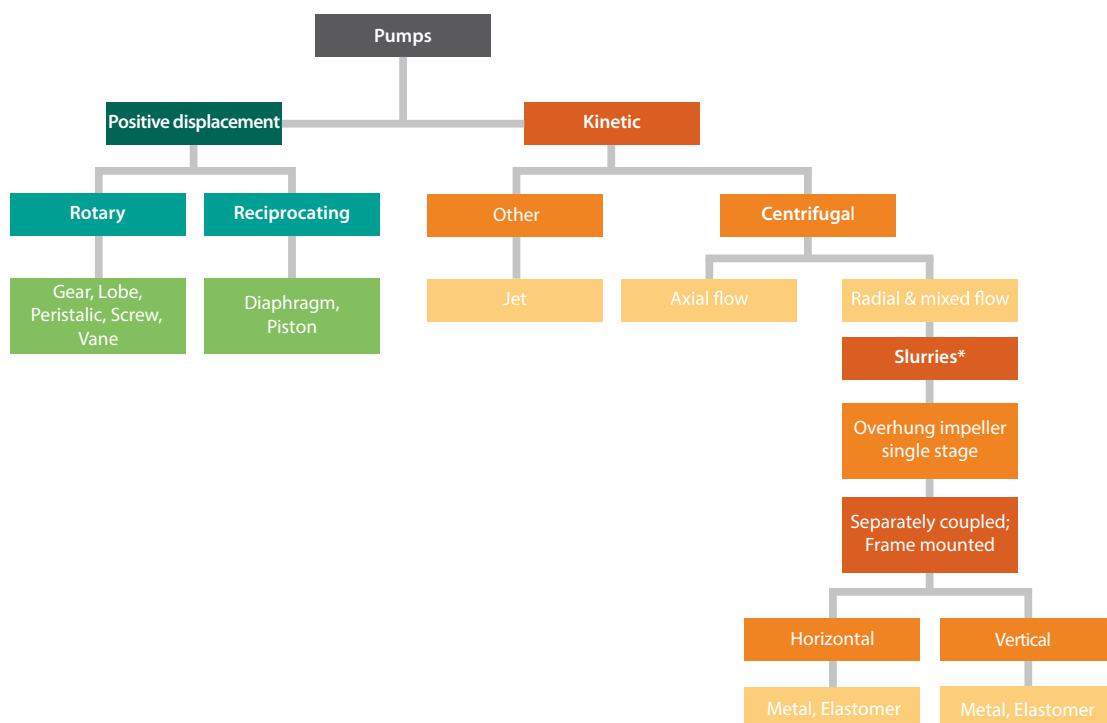 Pumps
Positive displacement
Kinetic
Rotary
Reciprocating
Other
Centrifugal
Gear, Lobe,
Peristalic, Screw,
Vane
Diaphragm,
Piston
Jet
Axial flow
Radial & mixed flow
Slurries*
Overhung impeller
single stage
Separately coupled;
Frame mounted
Horizontal
Vertical
Metal, Elastomer
Metal, Elastomer